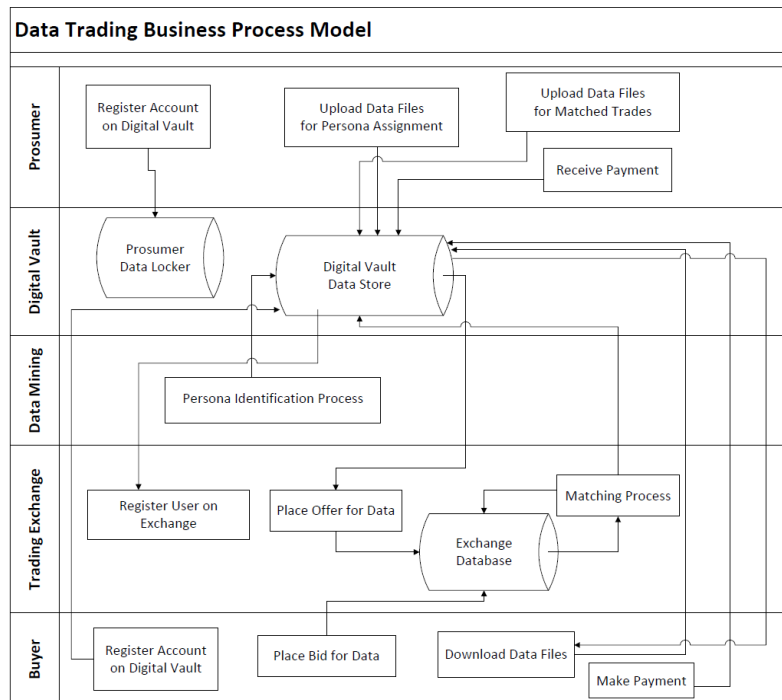 Data Trading Business Process Model
Prosumer
Register Account
on Digital Vault
Upload Data Files
for Persona Assignment
Upload Data Files
for Matched Trades
Receive Payment
Digital Vault
Prosumer
Data Locker
Digital Vault
Data Store
Data Mining
Persona Identification Process
Trading Exchange
Register User on
Exchange
Place Offer for Data
Matching Process
Exchange
Database
Buyer
Register Account
on Digital Vault
Place Bid for Data
Download Data Files
Make Payment